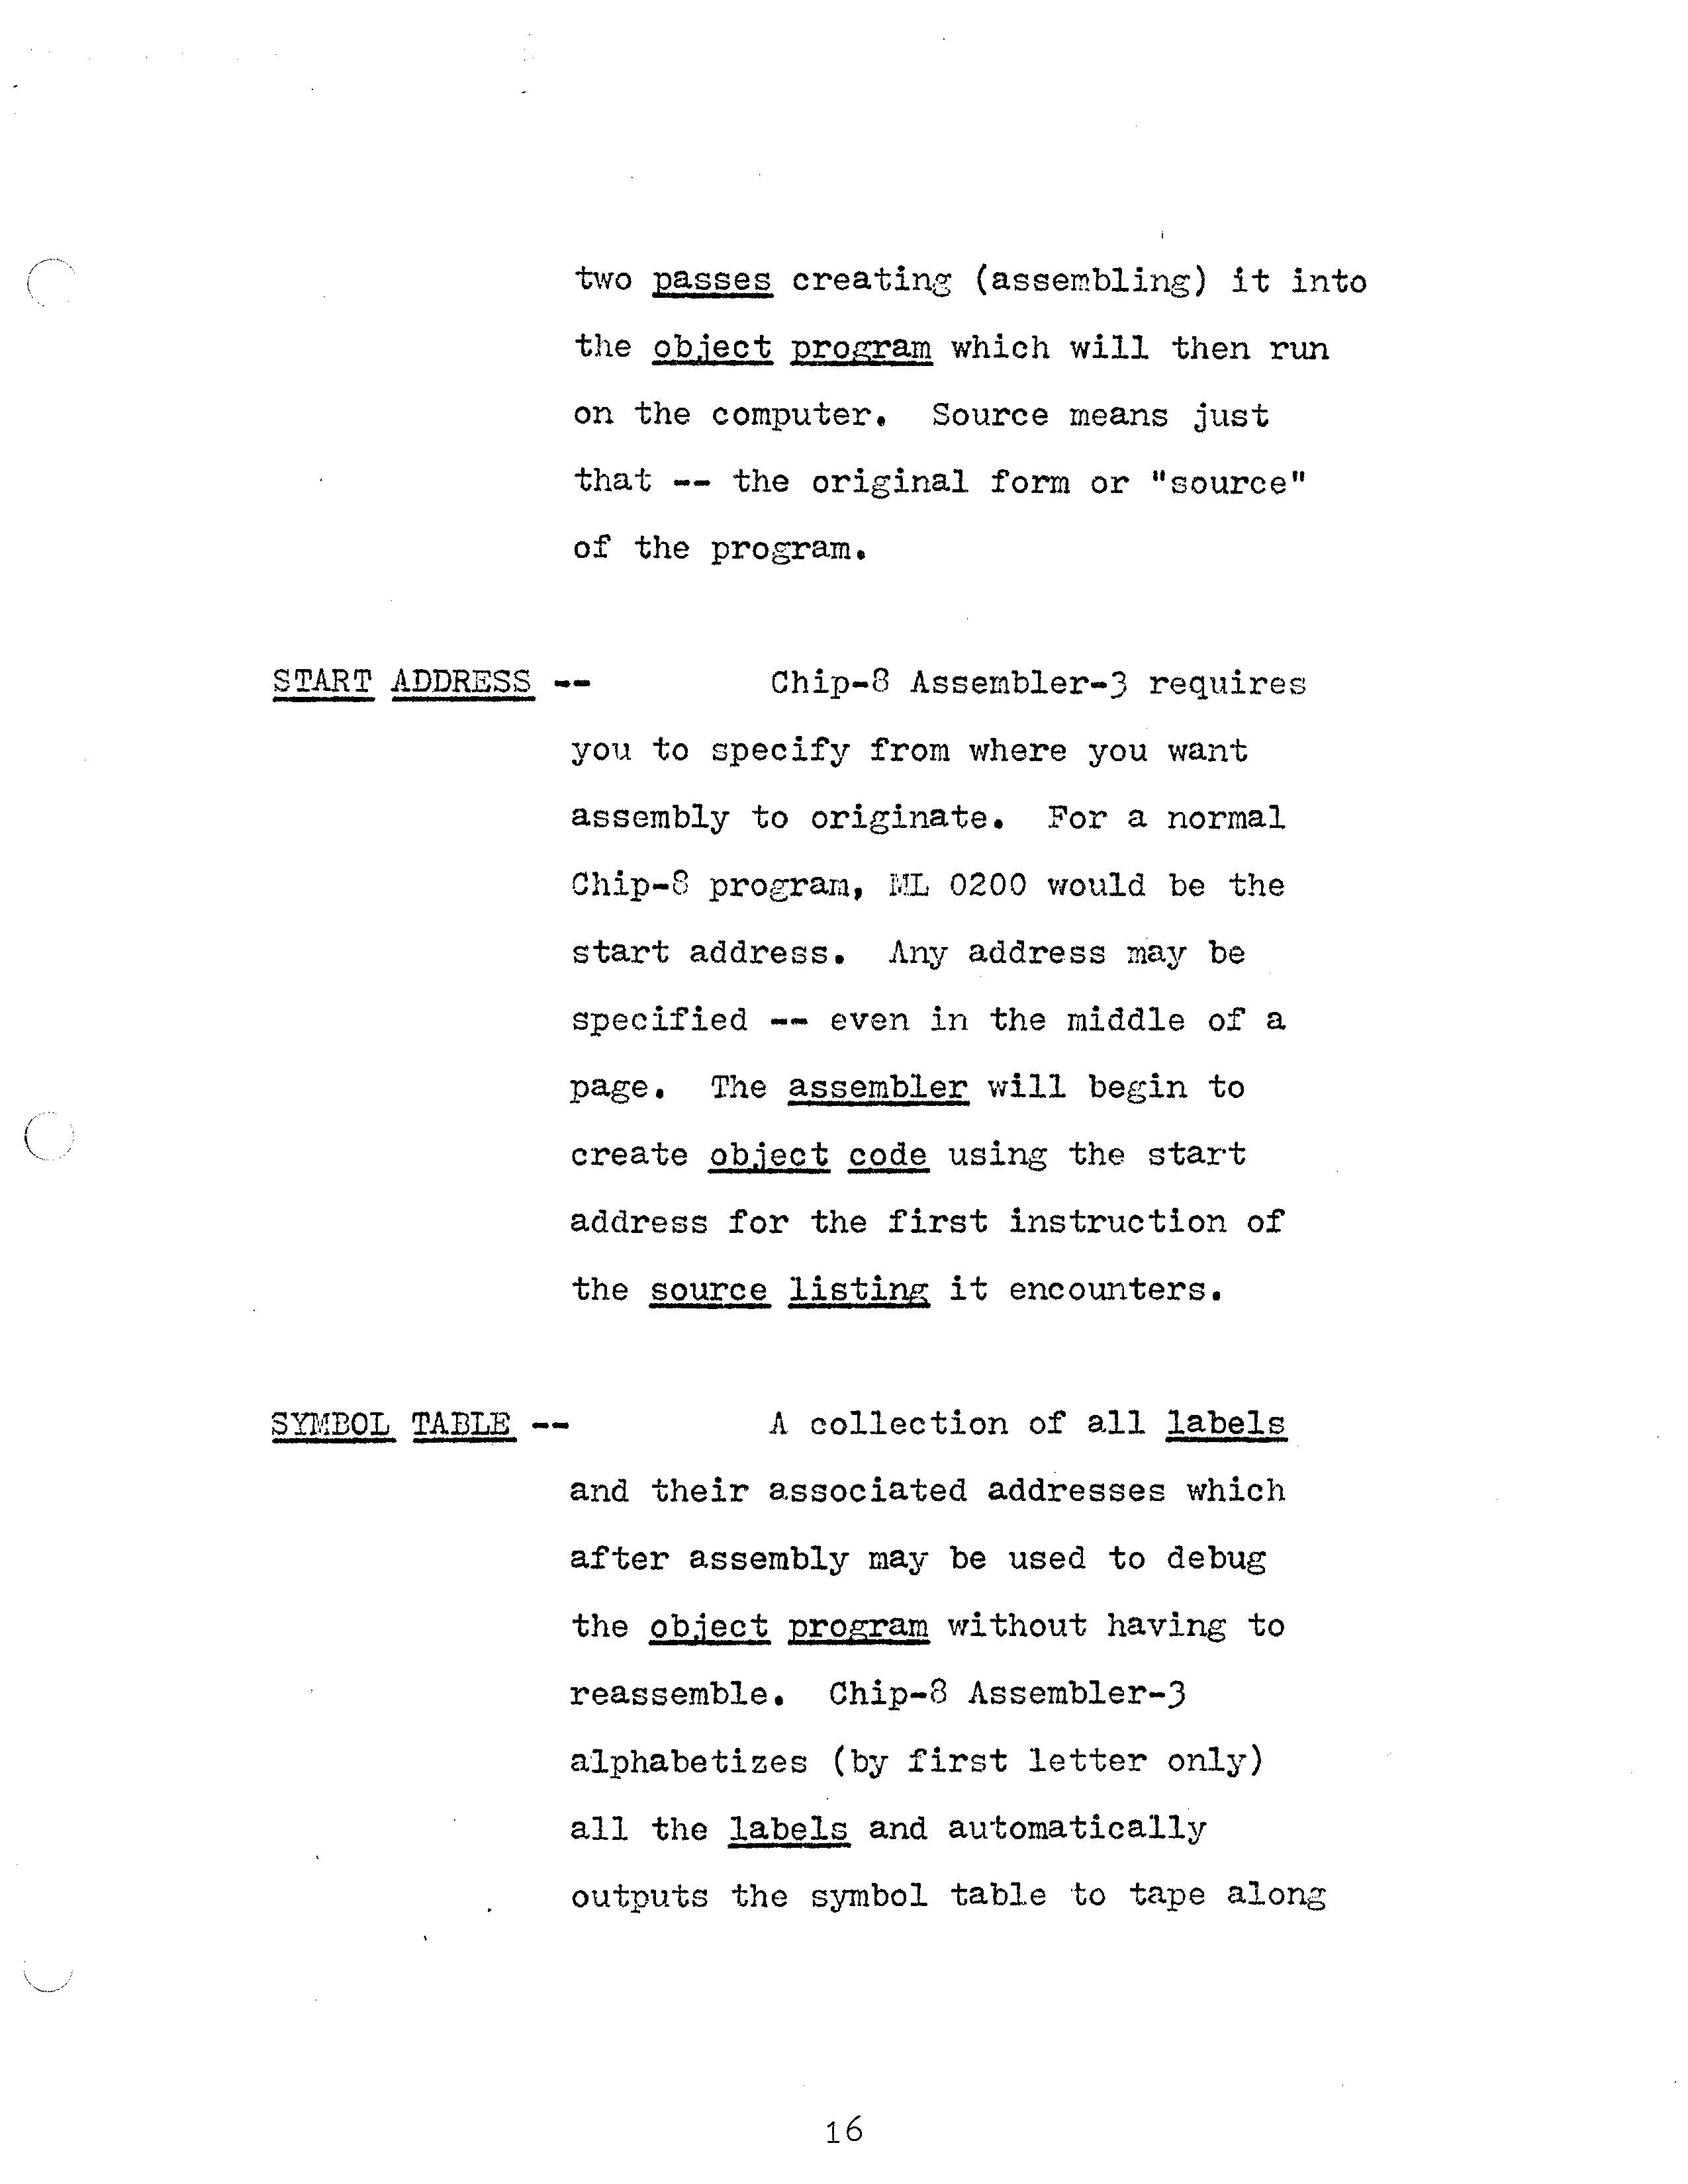 two passes creating (assembling) it into
the object program which will then run
on the computer. Source means just
that -- the original form or "source"
of the program.
START ADDRESS -- Chip-8 Assembler-3 requires
you to specify from where you want
assembly to originate. For a normal
Chip-8 program, ML 0200 would be the
start address. Any address may be
specified -- even in the middle of a
page. The assembler will begin to
create object code using the start
address for the first instruction of
the source listing it encounters.
SYMBOL TABLE -- A collection of all labels
and their associated addresses which
after assembly may be used to debug
the object program without having to
reassemble. Chip-8 Assembler-3
alphabetizes (by first letter only)
all the labels and automatically
outputs the symbol table to tape along
16